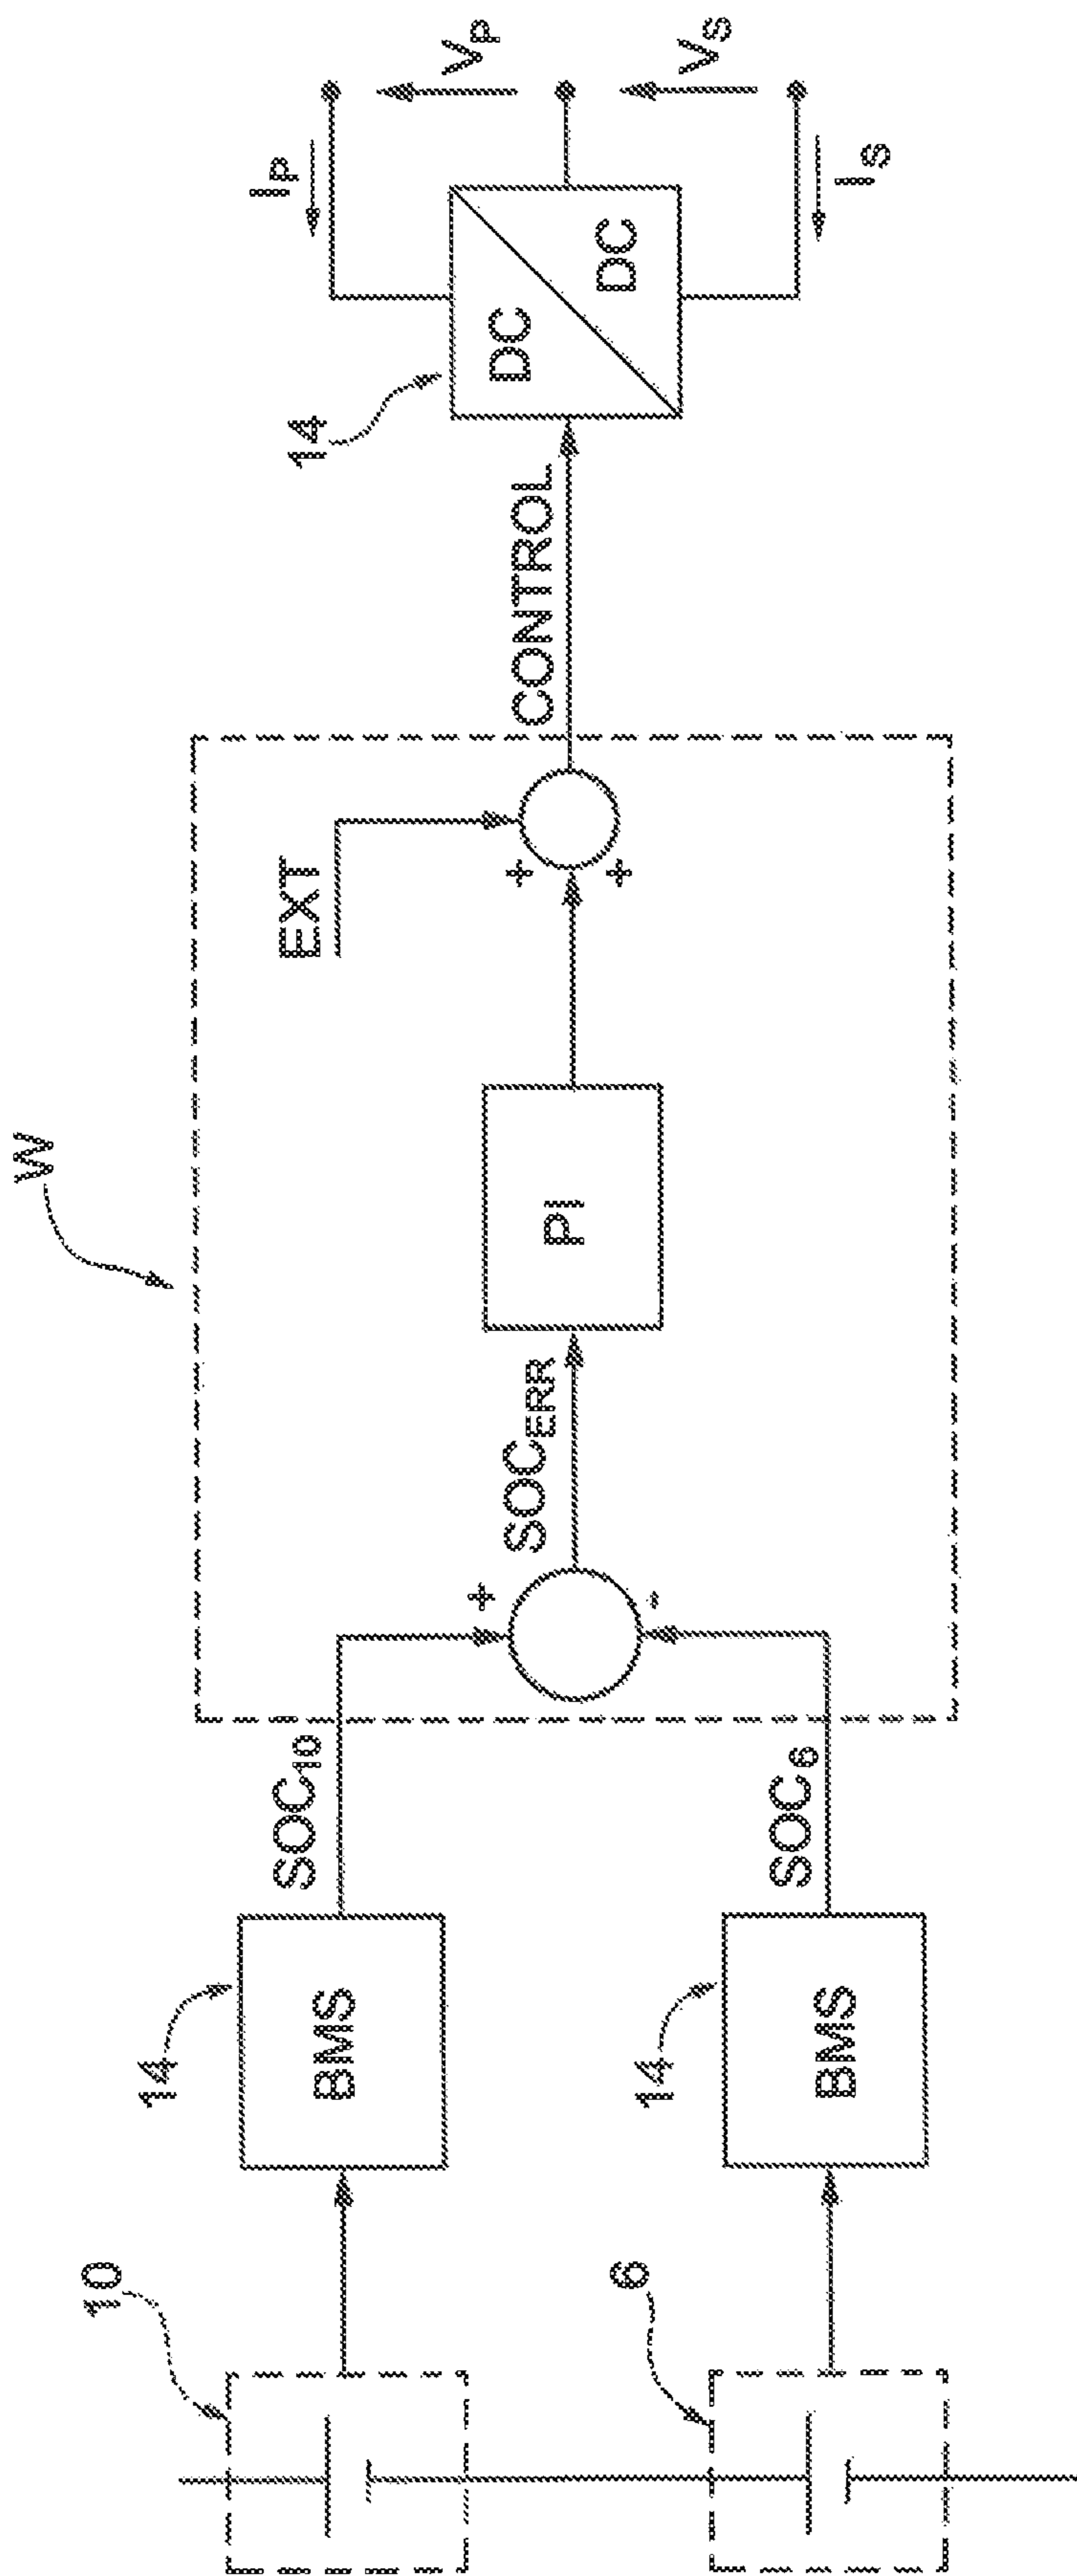 W
10
14
BMS
SOC10
EXT
+
+
CONTROL
14
DC
DC
IP
VP
VS
IS
+
-
SOCERR
PI
6
14
BMS
SOC6